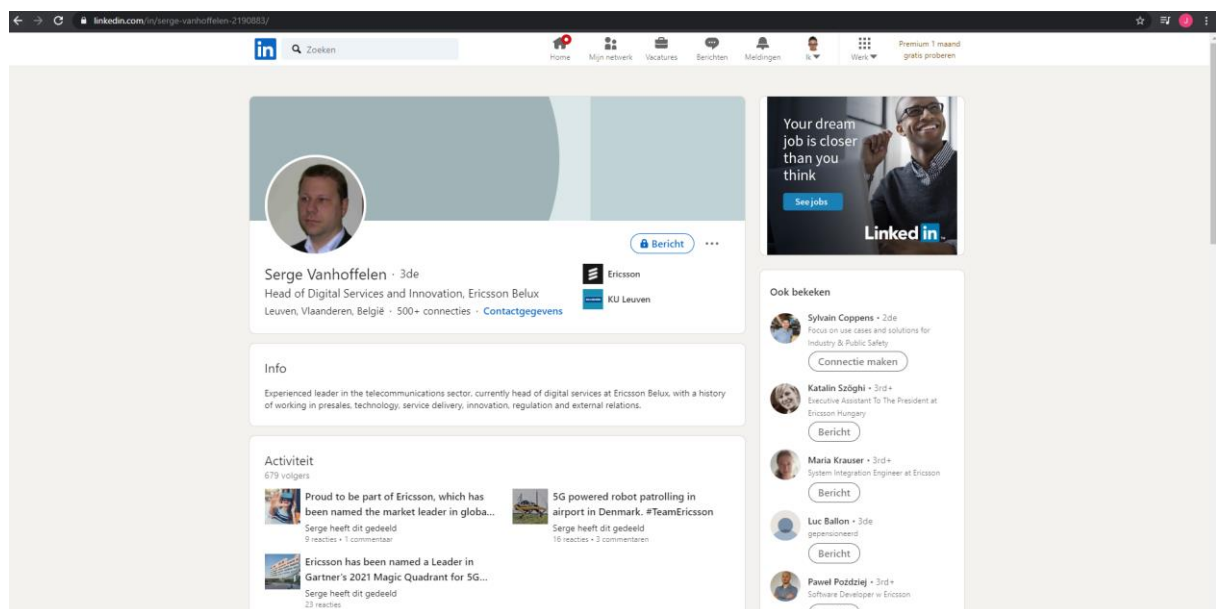 linkedin.com/in/serge-vanhoffelen-2190883/
in
Zoeken
Home
Mijn netwerk
Vacatures
Berichten
Meldingen
Ik
Werk
Premium 1 maand
gratis proberen
Bericht
Serge Vanhoffelen · 3de
Head of Digital Services and Innovation, Ericsson Belux
Leuven, Vlaanderen, België · 500+ connecties · Contactgegevens
Ericsson
KU Leuven
Info
Experienced leader in the telecommunications sector, currently head of digital services at Ericsson Belux, with a history
of working in presales, technology, service delivery, innovation, regulation and external relations.
Activiteit
679 volgers
Proud to be part of Ericsson, which has
been named the market leader in globa...
Serge heeft dit gedeeld
9 reacties • 1 commentaar
5G powered robot patrolling in
airport in Denmark. #TeamEricsson
Serge heeft dit gedeeld
16 reacties • 3 commentaren
Ericsson has been named a Leader in
Gartner's 2021 Magic Quadrant for 5G...
Serge heeft dit gedeeld
23 reacties
Your dream
job is closer
than you
think
See jobs
Linked in
Ook bekeken
Sylvain Coppens • 2de
Focus on use cases and solutions for
Industry & Public Safety
Connectie maken
Katalin Szöghi • 3rd+
Executive Assistant To The President at
Ericsson Hungary
Bericht
Maria Krauser • 3rd+
System Integration Engineer at Ericsson
Bericht
Luc Ballon • 3de
gepensioneerd
Bericht
Paweł Poździej • 3rd+
Software Developer w Ericsson